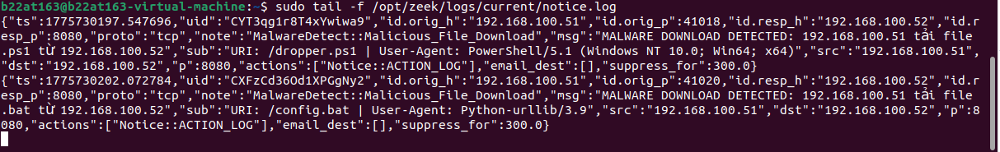 b22at163@b22at163-virtual-machine:~$ sudo tail -f /opt/zeek/logs/current/notice.log
{"ts":1775730197.547696,"uid":"CYT3qg1r8T4xYwiwa9","id.orig_h":"192.168.100.51","id.orig_p":41018,"id.resp_h":"192.168.100.52","id.r
esp_p":8080,"proto":"tcp","note":"MalwareDetect::Malicious_File_Download","msg":"MALWARE DOWNLOAD DETECTED: 192.168.100.51 tải file
.ps1 từ 192.168.100.52","sub":"URI: /dropper.ps1 | User-Agent: PowerShell/5.1 (Windows NT 10.0; Win64; x64)","src":"192.168.100.51",
"dst":"192.168.100.52","p":8080,"actions":["Notice::ACTION_LOG"],"email_dest":[],"suppress_for":300.0}
{"ts":1775730202.072784,"uid":"CXFzCd36Od1XPGgNy2","id.orig_h":"192.168.100.51","id.orig_p":41020,"id.resp_h":"192.168.100.52","id.r
esp_p":8080,"proto":"tcp","note":"MalwareDetect::Malicious_File_Download","msg":"MALWARE DOWNLOAD DETECTED: 192.168.100.51 tải file
.bat từ 192.168.100.52","sub":"URI: /config.bat | User-Agent: Python-urllib/3.9","src":"192.168.100.51","dst":"192.168.100.52","p":8
080,"actions":["Notice::ACTION_LOG"],"email_dest":[],"suppress_for":300.0}